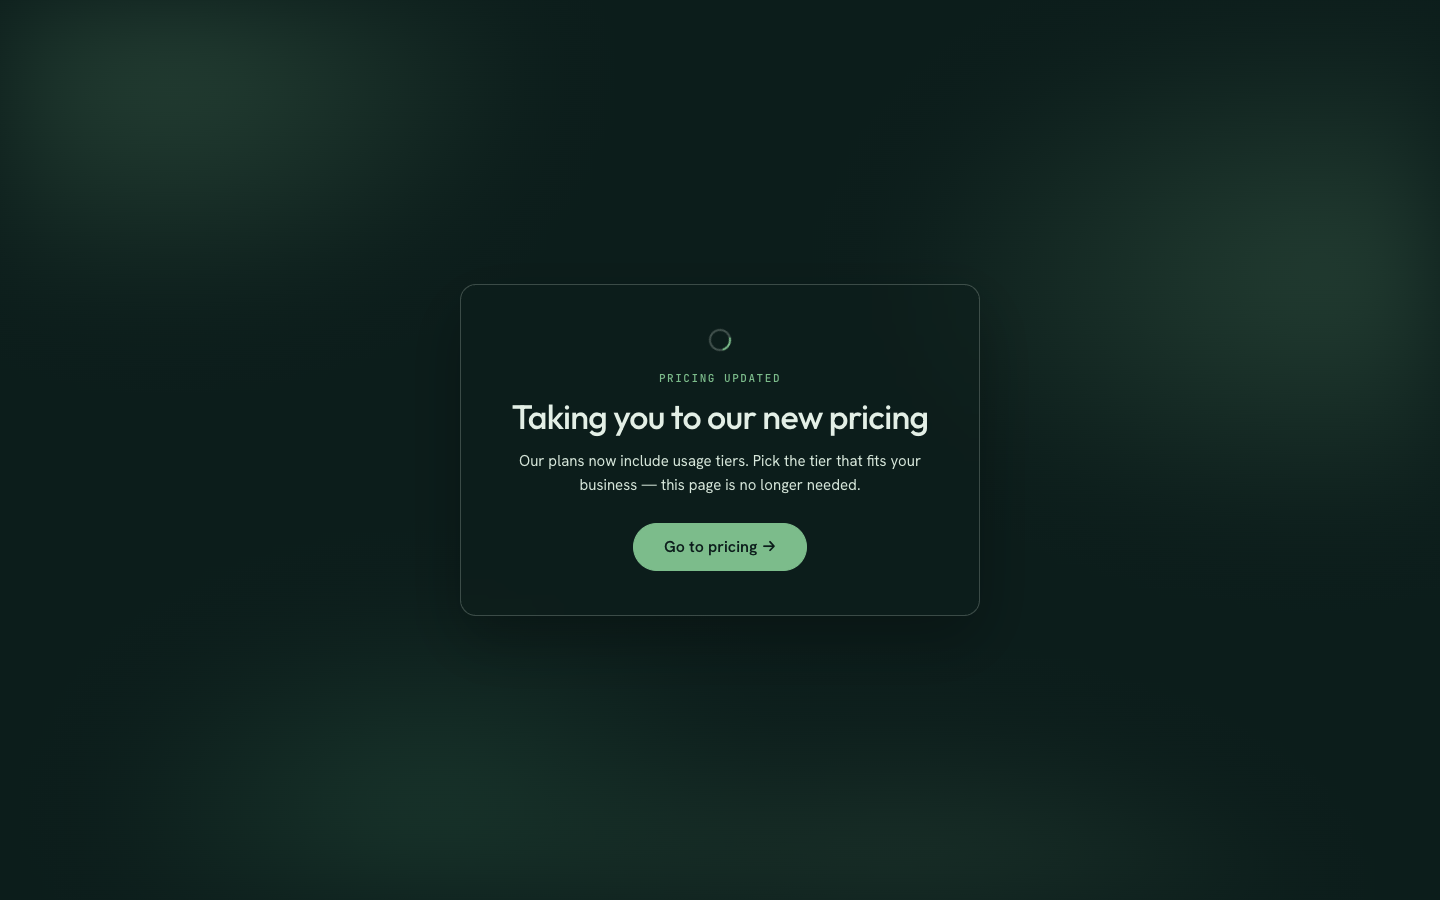 PRICING UPDATED
Taking you to our new pricing
Our plans now include usage tiers. Pick the tier that fits your
business — this page is no longer needed.
Go to pricing →